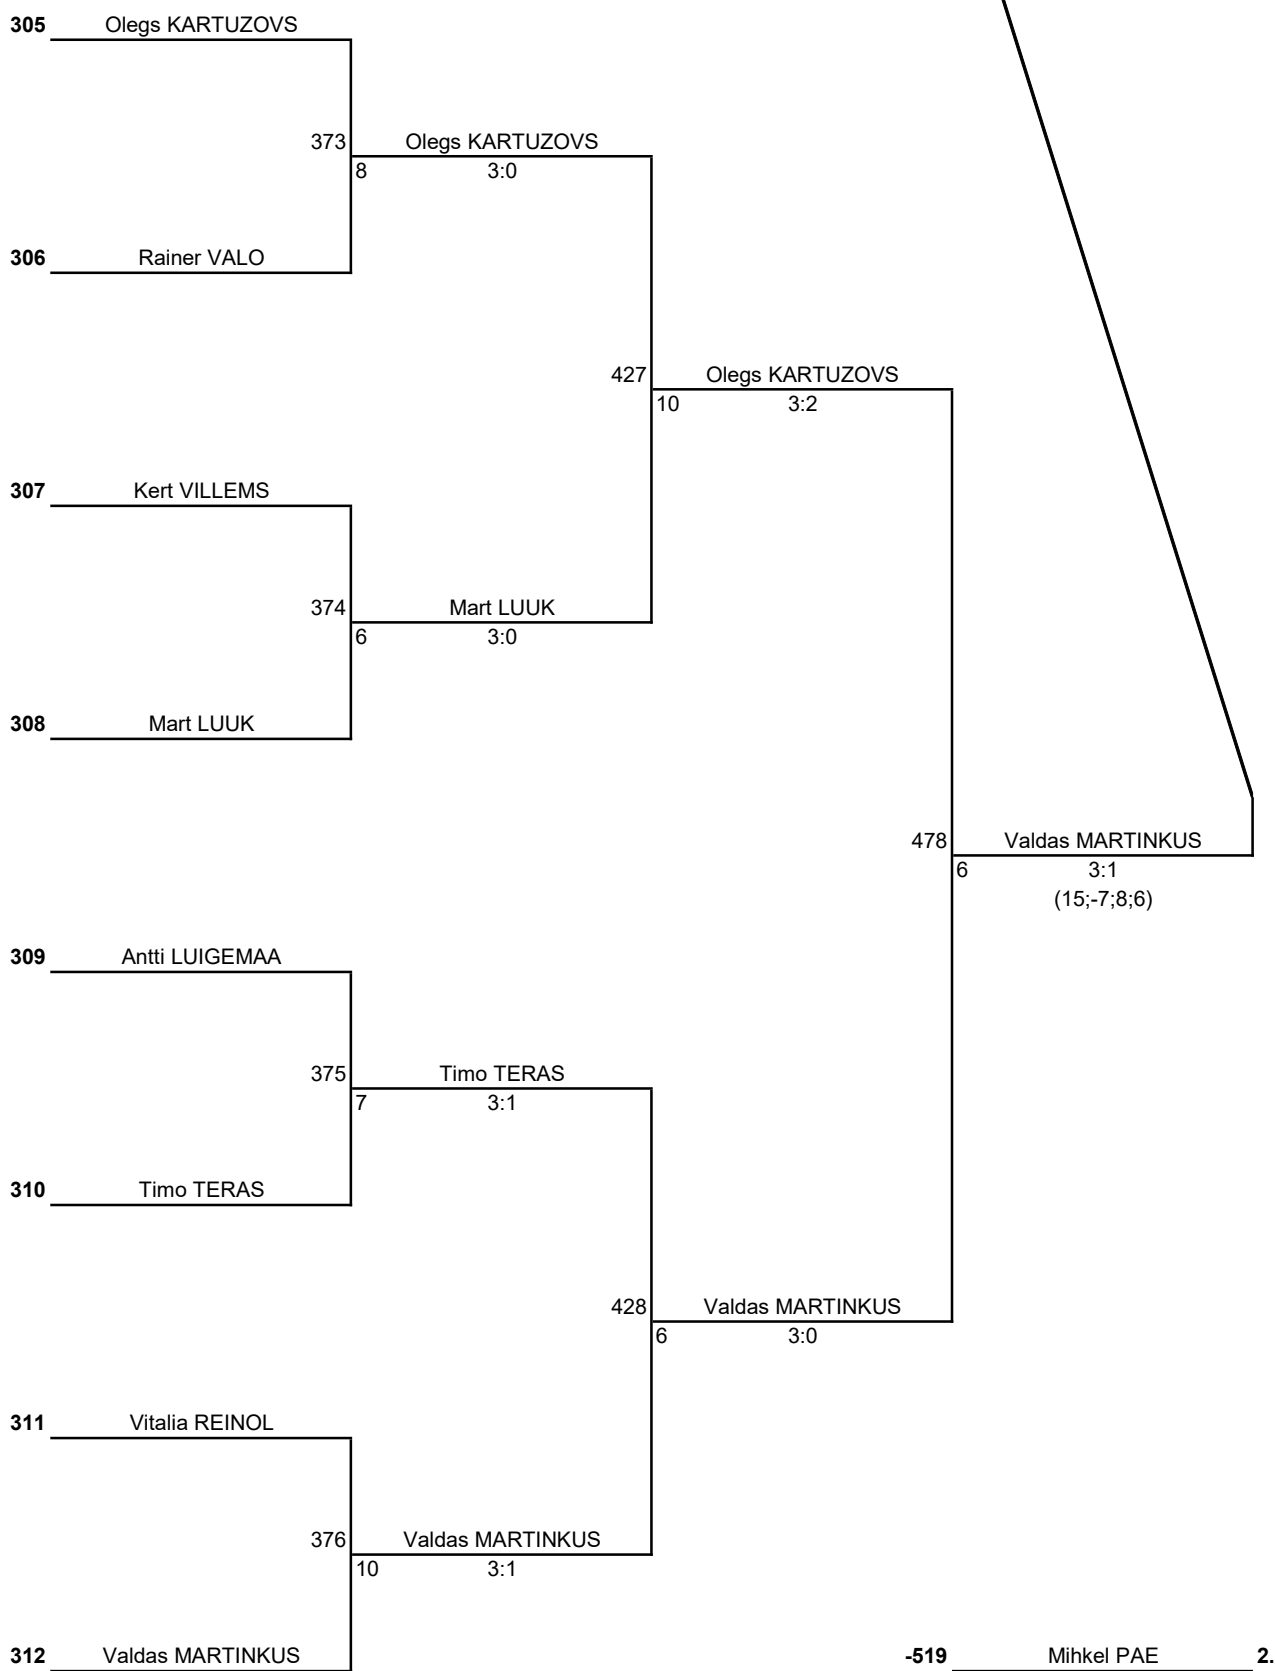 305 Olegs KARTUZOVS
373 Olegs KARTUZOVS
8 3:0
306 Rainer VALO
427 Olegs KARTUZOVS
10 3:2
307 Kert VILLEMS
374 Mart LUUK
6 3:0
308 Mart LUUK
478 Valdas MARTINKUS
6 3:1
(15;-7;8;6)
309 Antti LUIGEMAA
375 Timo TERAS
7 3:1
310 Timo TERAS
428 Valdas MARTINKUS
6 3:0
311 Vitalia REINOL
376 Valdas MARTINKUS
10 3:1
312 Valdas MARTINKUS -519 Mihkel PAE 2.